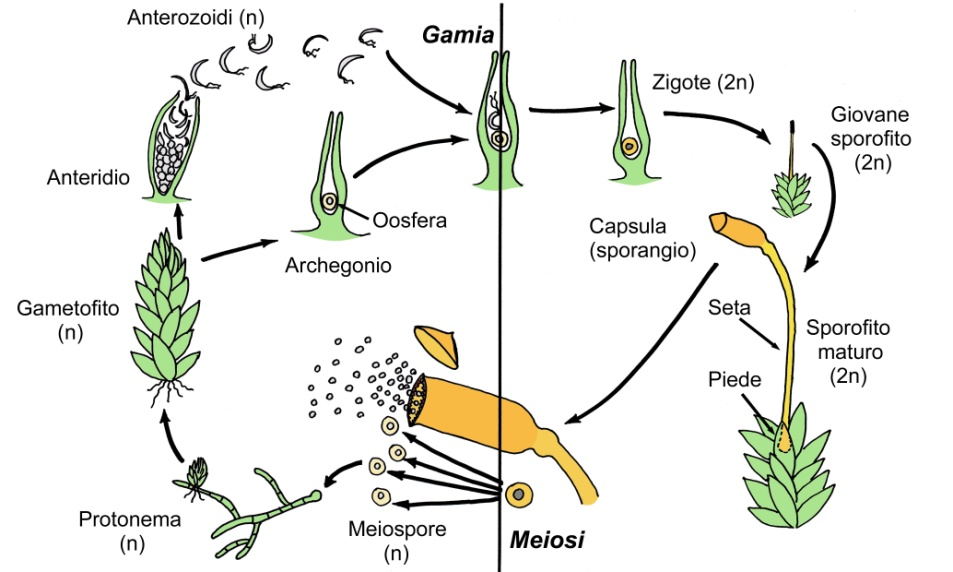 Anterozoidi (n)
Gamia
Zigote (2n)
Giovane
sporofito
(2n)
Anteridio
Oosfera
Archegonio
Capsula
(sporangio)
Gametofito
(n)
Seta
Sporofito
maturo
(2n)
Piede
Protonema
(n)
Meiospore
(n)
Meiosi